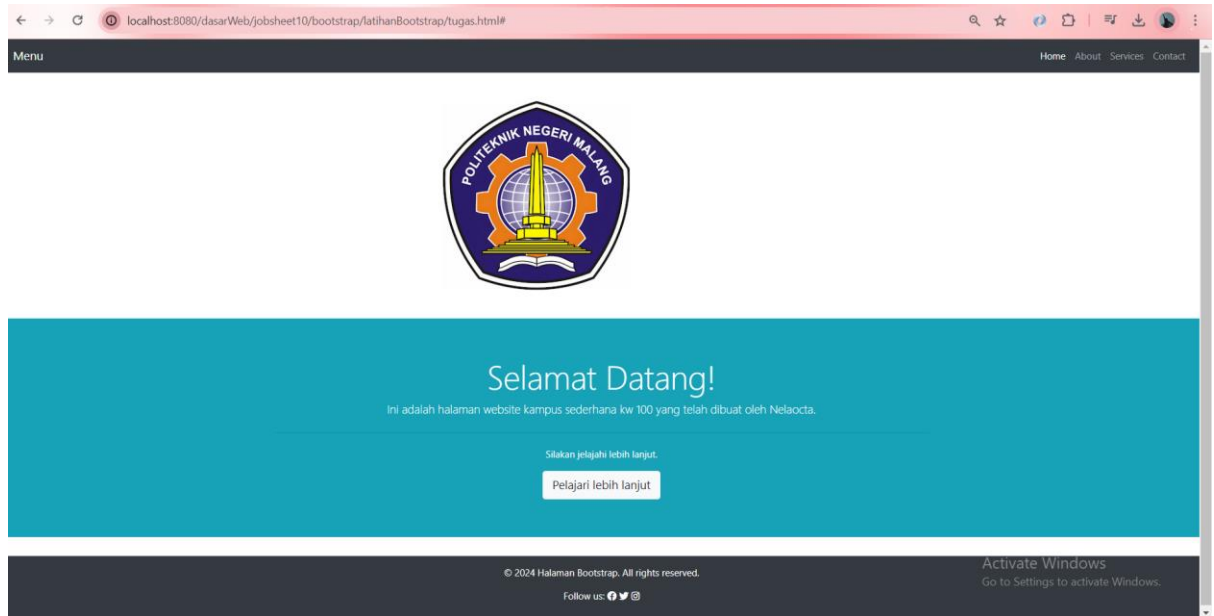 localhost:8080/dasarWeb/jobsheet10/bootstrap/latihanBootstrap/tugas.html#
Menu
Home About Services Contact
POLITEKNIK NEGERI MALANG
Selamat Datang!
Ini adalah halaman website kampus sederhana kw 100 yang telah dibuat oleh Nelaocta.
Silakan jelajahi lebih lanjut.
Pelajari lebih lanjut
© 2024 Halaman Bootstrap. All rights reserved.
Follow us:
Activate Windows
Go to Settings to activate Windows.